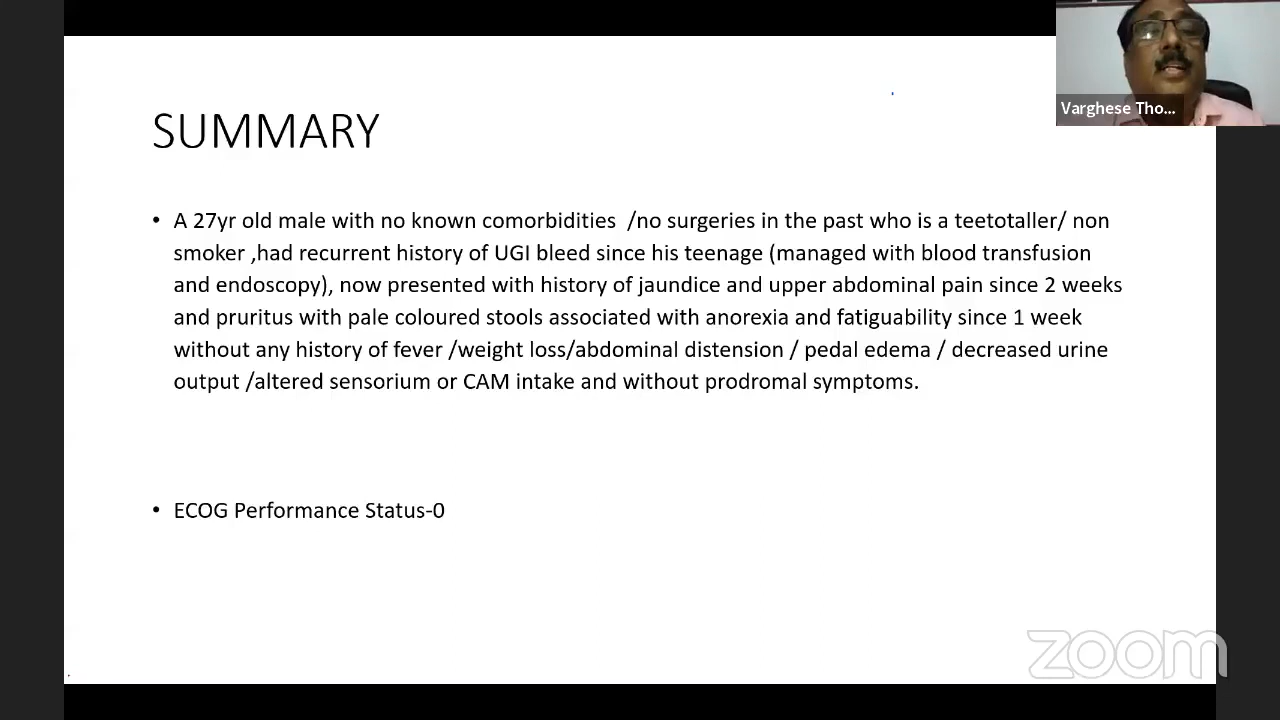 Varghese Tho...
SUMMARY
• A 27yr old male with no known comorbidities /no surgeries in the past who is a teetotaller/ non
smoker ,had recurrent history of UGI bleed since his teenage (managed with blood transfusion
and endoscopy), now presented with history of jaundice and upper abdominal pain since 2 weeks
and pruritus with pale coloured stools associated with anorexia and fatiguability since 1 week
without any history of fever /weight loss/abdominal distension / pedal edema / decreased urine
output /altered sensorium or CAM intake and without prodromal symptoms.
• ECOG Performance Status-0
zoom